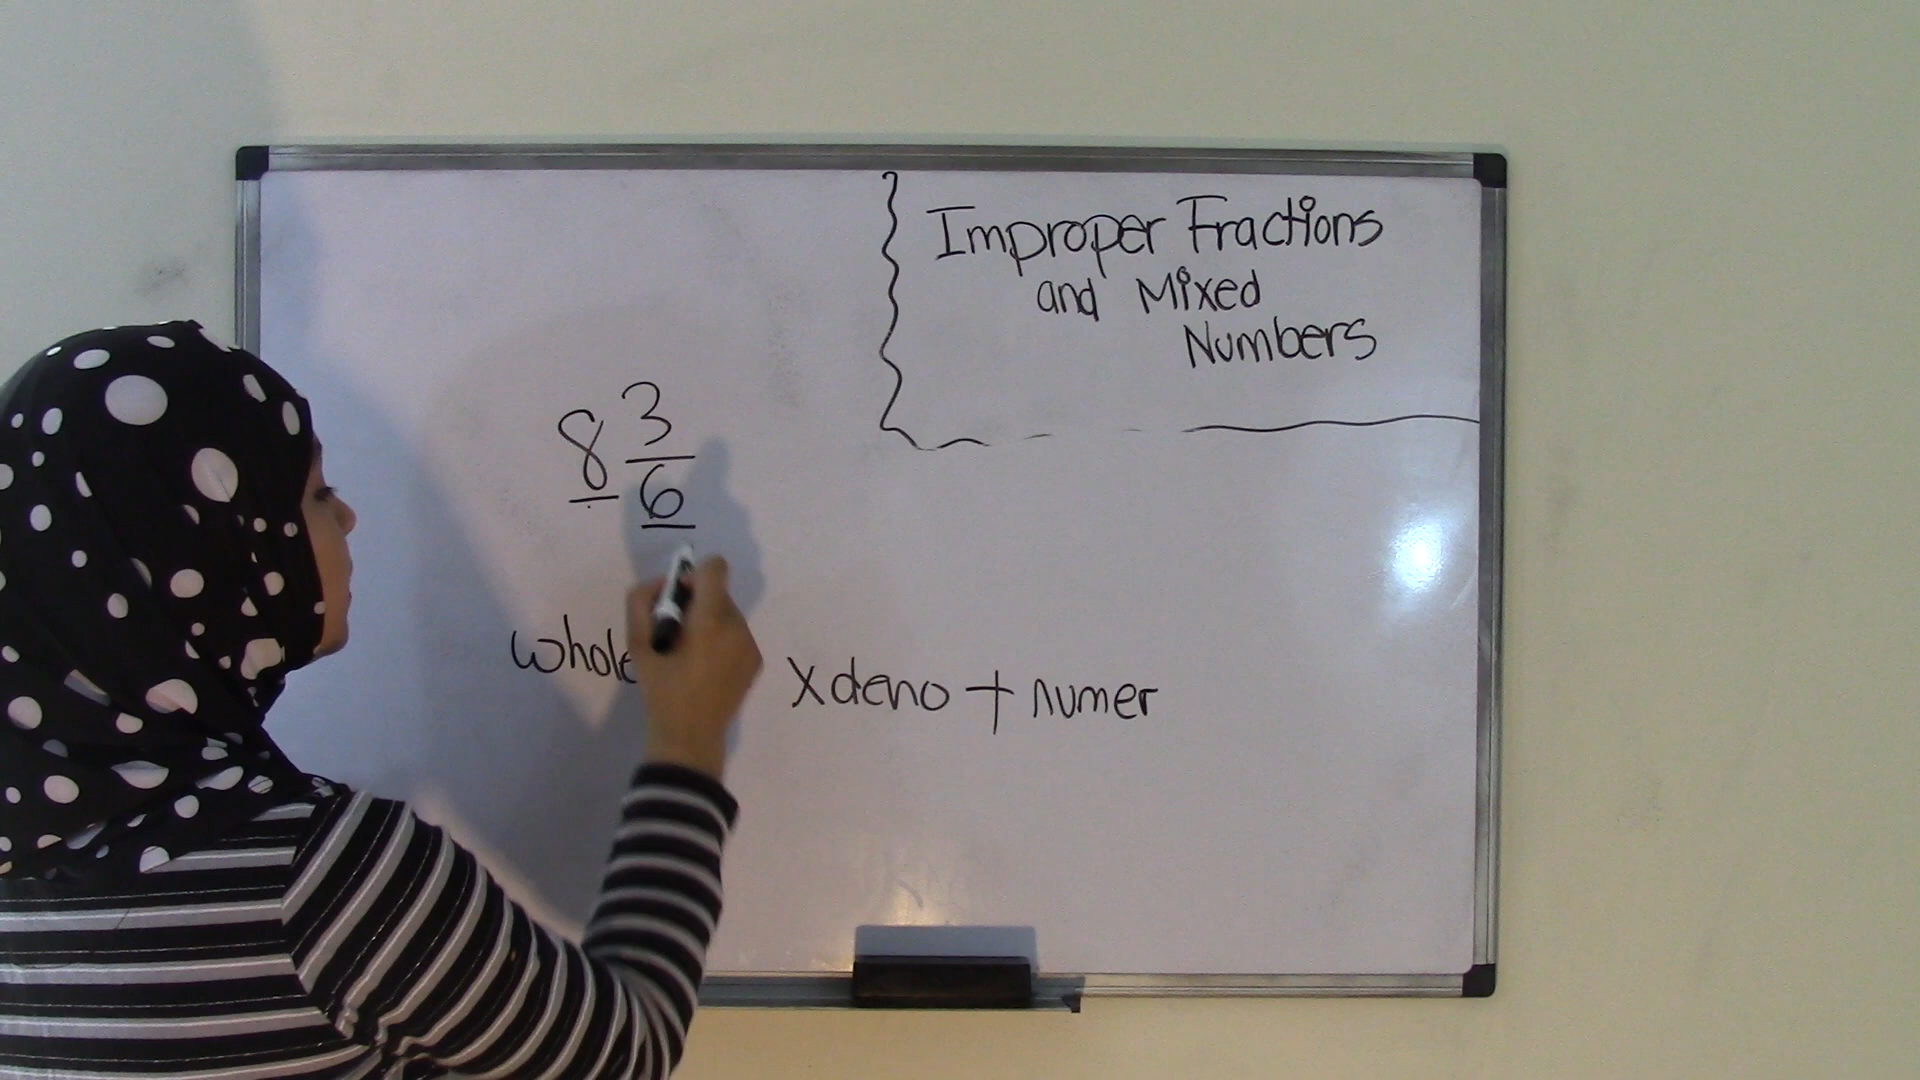 Improper Fractions
and Mixed
Numbers
8 3/6
whole x deno + numer